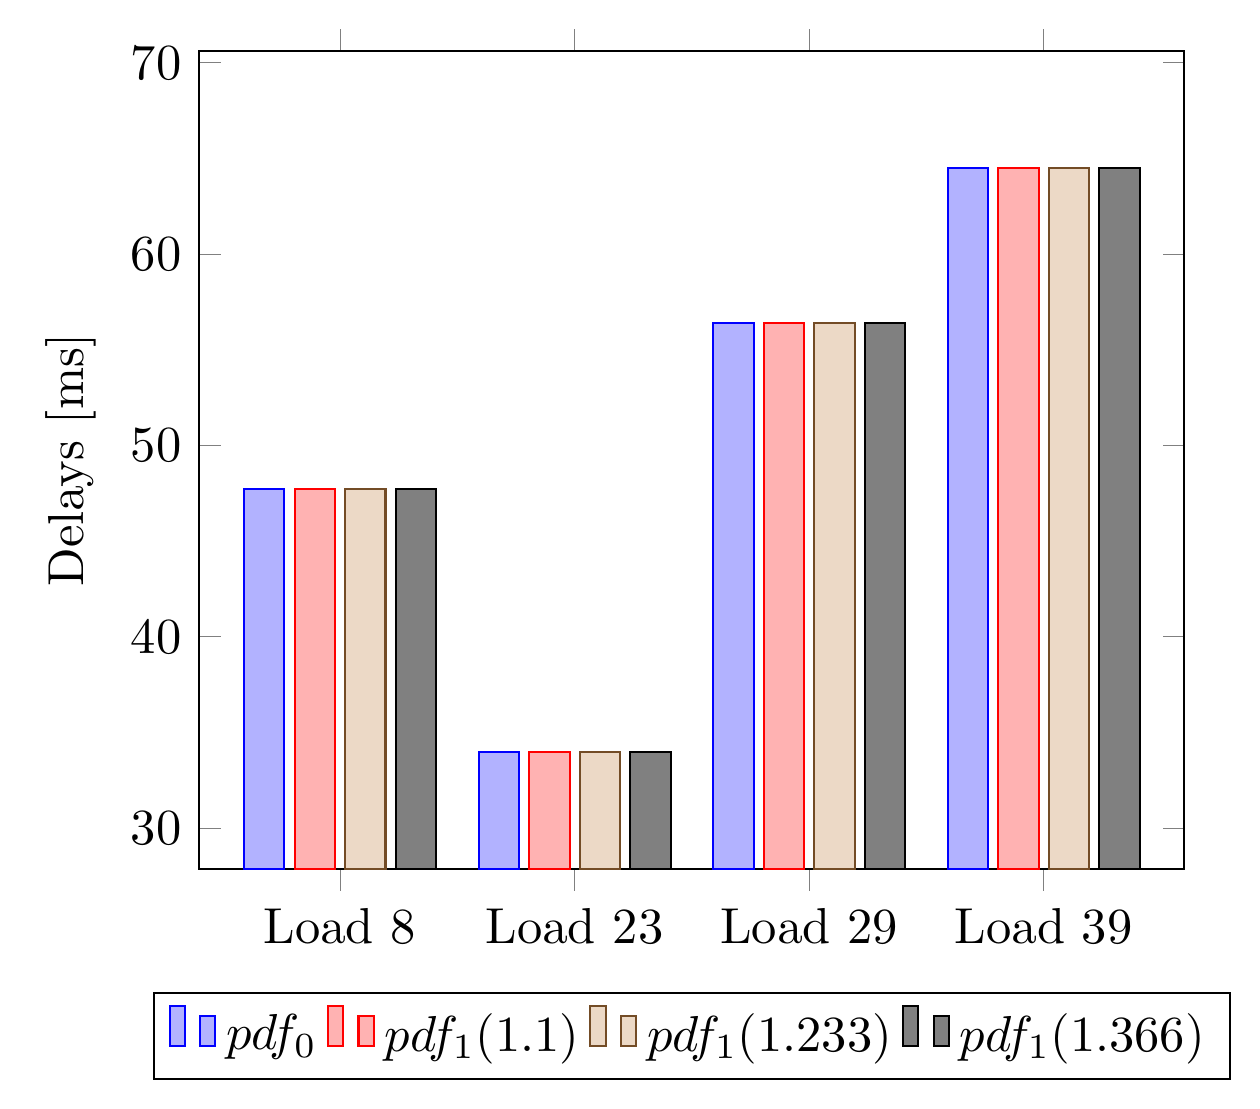 70
60
50
40
30
Delays [ms]
Load 8 Load 23 Load 29 Load 39
pdf₀ pdf₁(1.1) pdf₁(1.233) pdf₁(1.366)